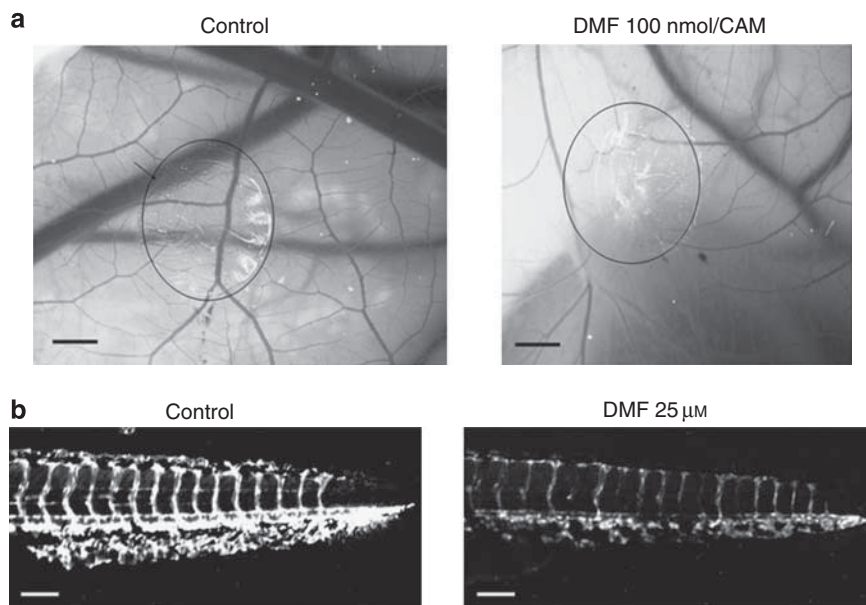 a
Control
DMF 100 nmol/CAM
b
Control
DMF 25 μM